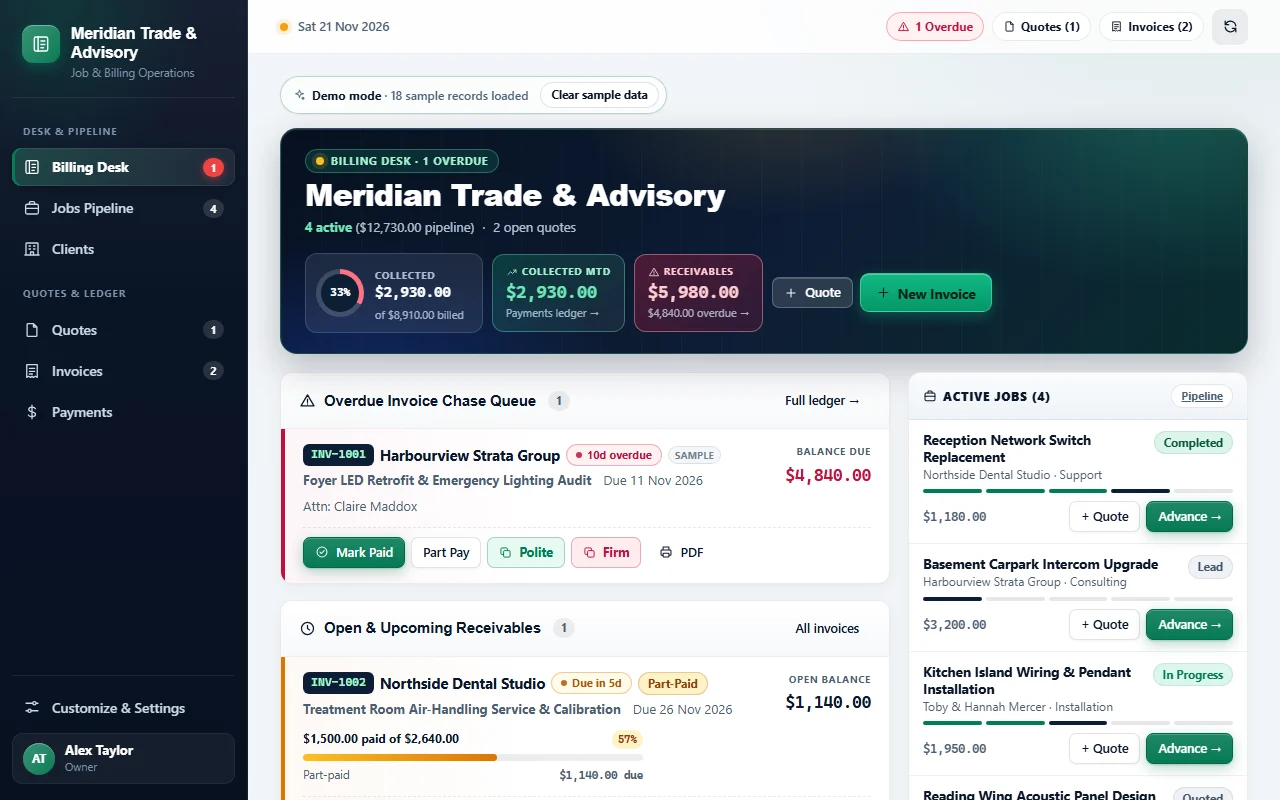 Meridian Trade &
Advisory
Job & Billing Operations
DESK & PIPELINE
Billing Desk 1
Jobs Pipeline 4
Clients
QUOTES & LEDGER
Quotes 1
Invoices 2
Payments
Customize & Settings
AT
Alex Taylor
Owner
Sat 21 Nov 2026
1 Overdue
Quotes (1)
Invoices (2)
Demo mode · 18 sample records loaded
Clear sample data
BILLING DESK · 1 OVERDUE
Meridian Trade & Advisory
4 active ($12,730.00 pipeline) · 2 open quotes
33%
COLLECTED
$2,930.00
of $8,910.00 billed
COLLECTED MTD
$2,930.00
Payments ledger →
RECEIVABLES
$5,980.00
$4,840.00 overdue →
+ Quote
+ New Invoice
Overdue Invoice Chase Queue 1
Full ledger →
INV-1001 Harbourview Strata Group 10d overdue SAMPLE
Foyer LED Retrofit & Emergency Lighting Audit Due 11 Nov 2026
Attn: Claire Maddox
BALANCE DUE
$4,840.00
Mark Paid
Part Pay
Polite
Firm
PDF
Open & Upcoming Receivables 1
All invoices
INV-1002 Northside Dental Studio Due in 5d Part-Paid
Treatment Room Air-Handling Service & Calibration Due 26 Nov 2026
OPEN BALANCE
$1,140.00
$1,500.00 paid of $2,640.00 57%
Part-paid $1,140.00 due
ACTIVE JOBS (4)
Pipeline
Reception Network Switch
Replacement
Completed
Northside Dental Studio · Support
$1,180.00
+ Quote
Advance →
Basement Carpark Intercom Upgrade
Lead
Harbourview Strata Group · Consulting
$3,200.00
+ Quote
Advance →
Kitchen Island Wiring & Pendant
Installation
In Progress
Toby & Hannah Mercer · Installation
$1,950.00
+ Quote
Advance →
Reading Wing Acoustic Panel Design
Quoted